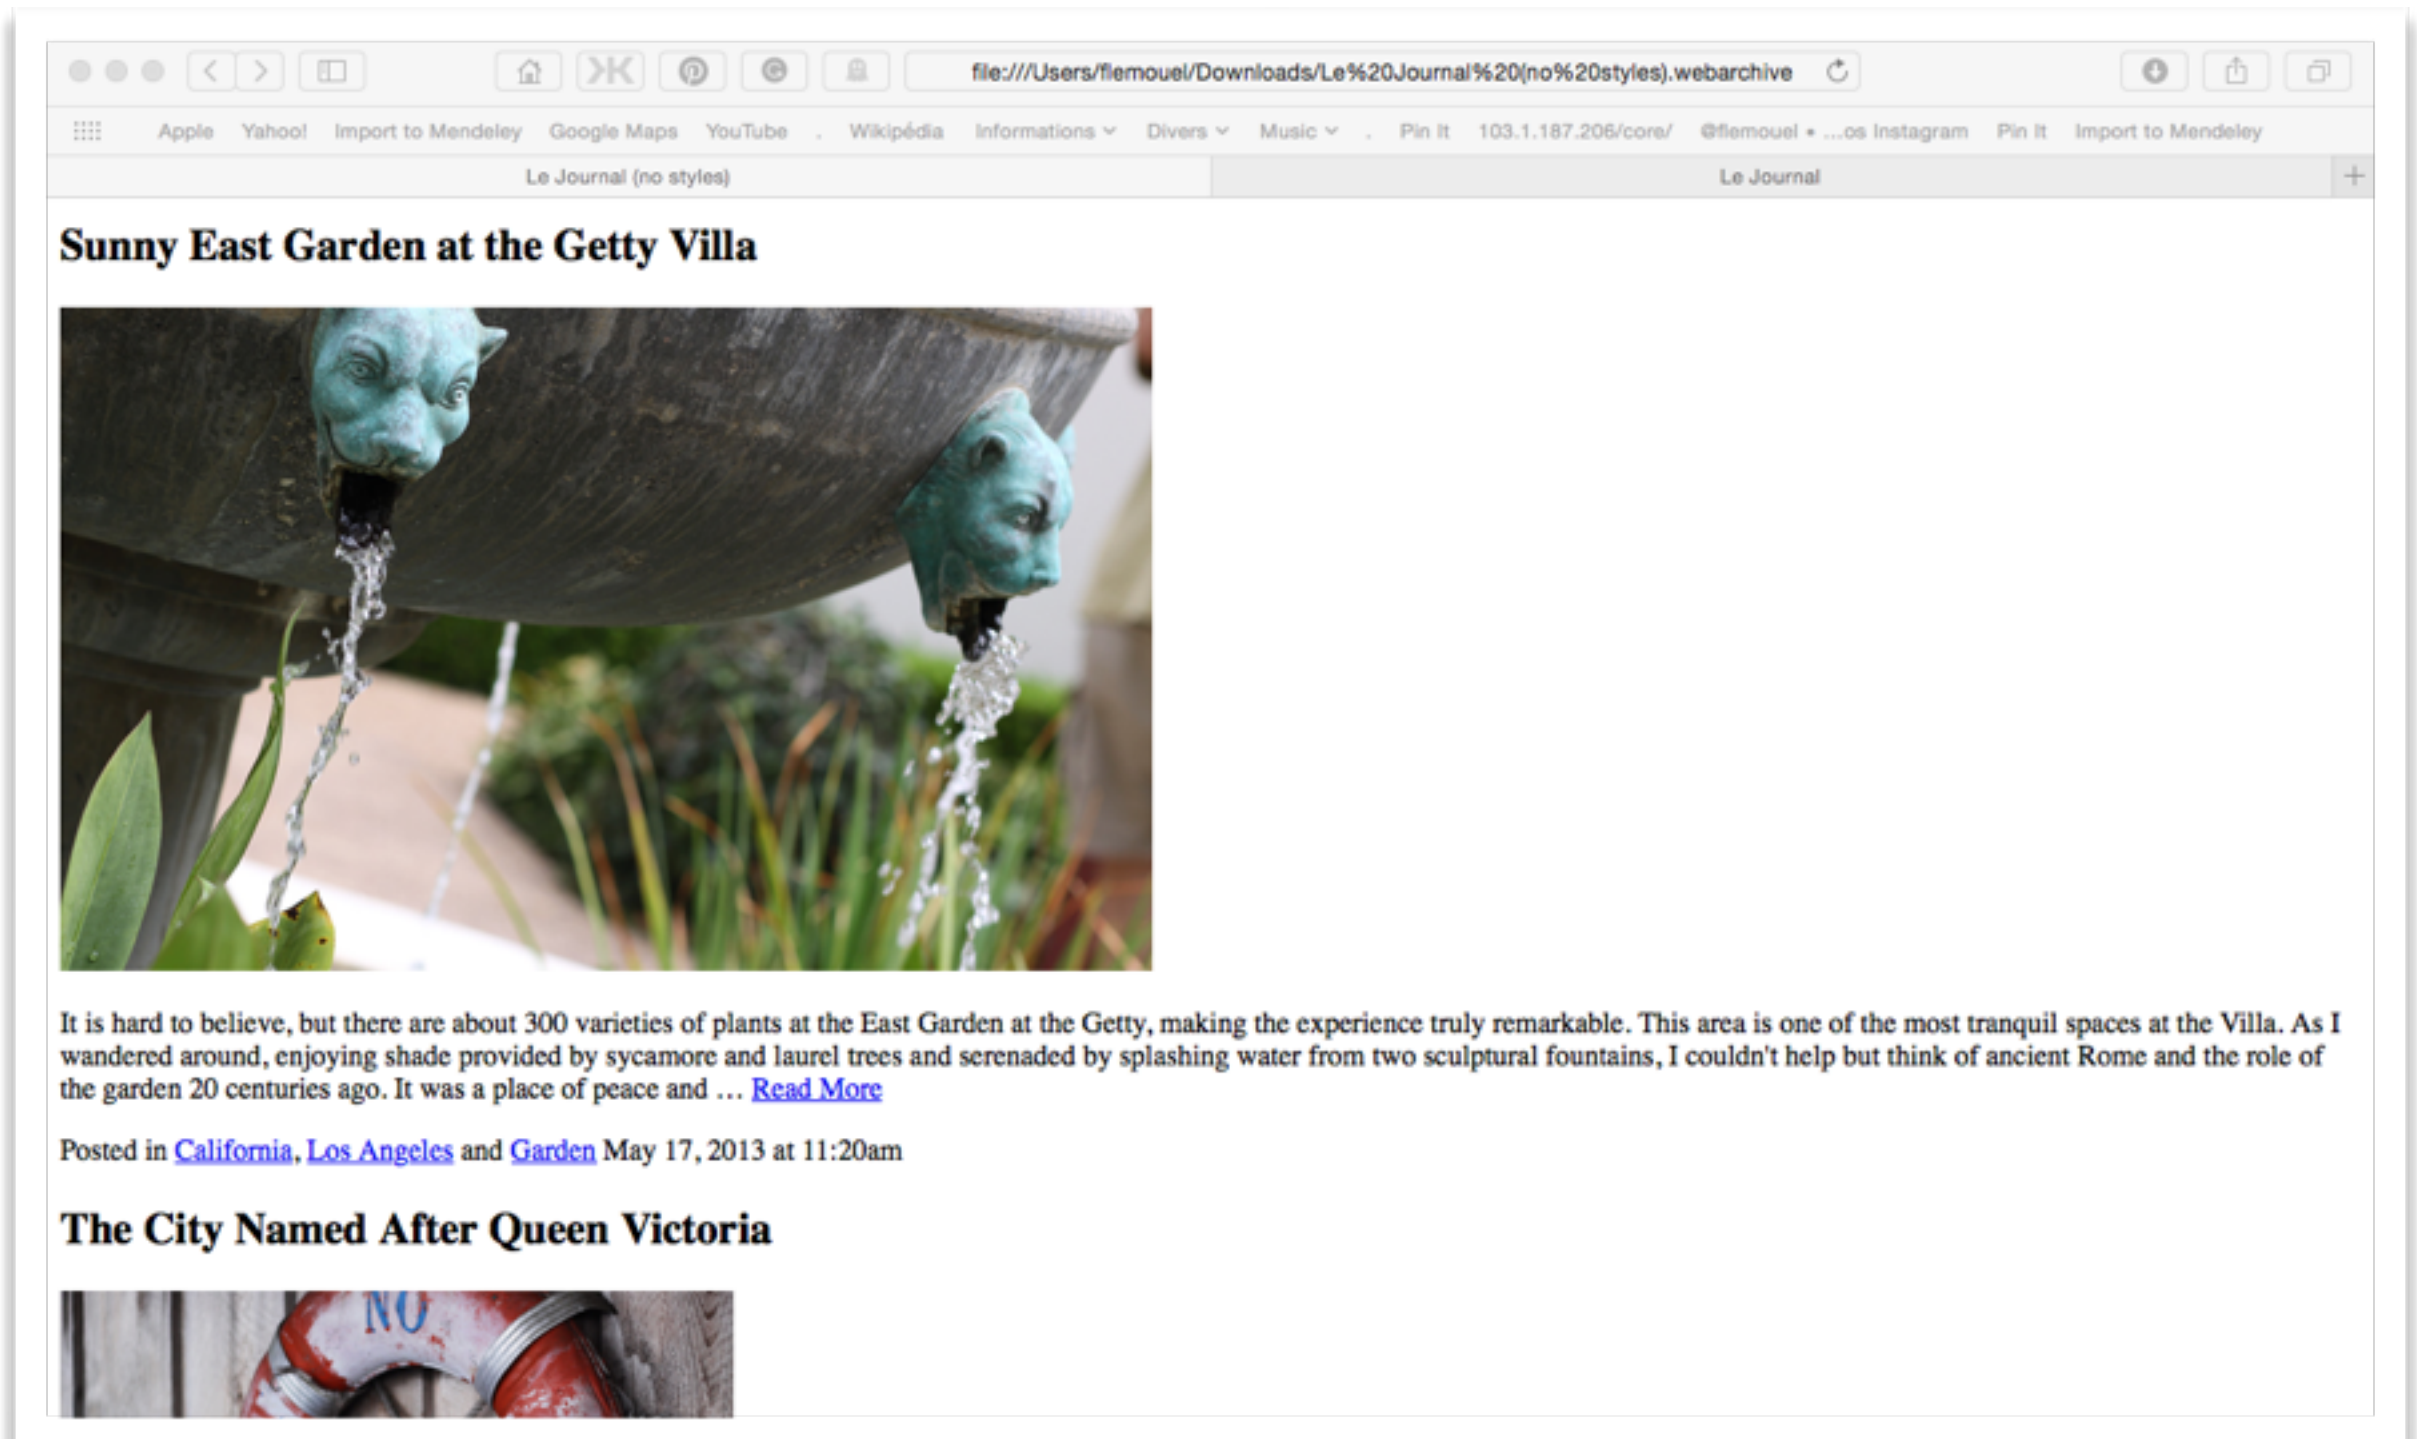 file:///Users/flemouel/Downloads/Le%20Journal%20(no%20styles).webarchive
Apple Yahoo! Import to Mendeley Google Maps YouTube . Wikipédia Informations Divers Music . Pin It 103.1.187.206/core/ @flemouel • ...os Instagram Pin It Import to Mendeley
Le Journal (no styles) Le Journal
Sunny East Garden at the Getty Villa
It is hard to believe, but there are about 300 varieties of plants at the East Garden at the Getty, making the experience truly remarkable. This area is one of the most tranquil spaces at the Villa. As I
wandered around, enjoying shade provided by sycamore and laurel trees and serenaded by splashing water from two sculptural fountains, I couldn't help but think of ancient Rome and the role of
the garden 20 centuries ago. It was a place of peace and … Read More
Posted in California, Los Angeles and Garden May 17, 2013 at 11:20am
The City Named After Queen Victoria
NO